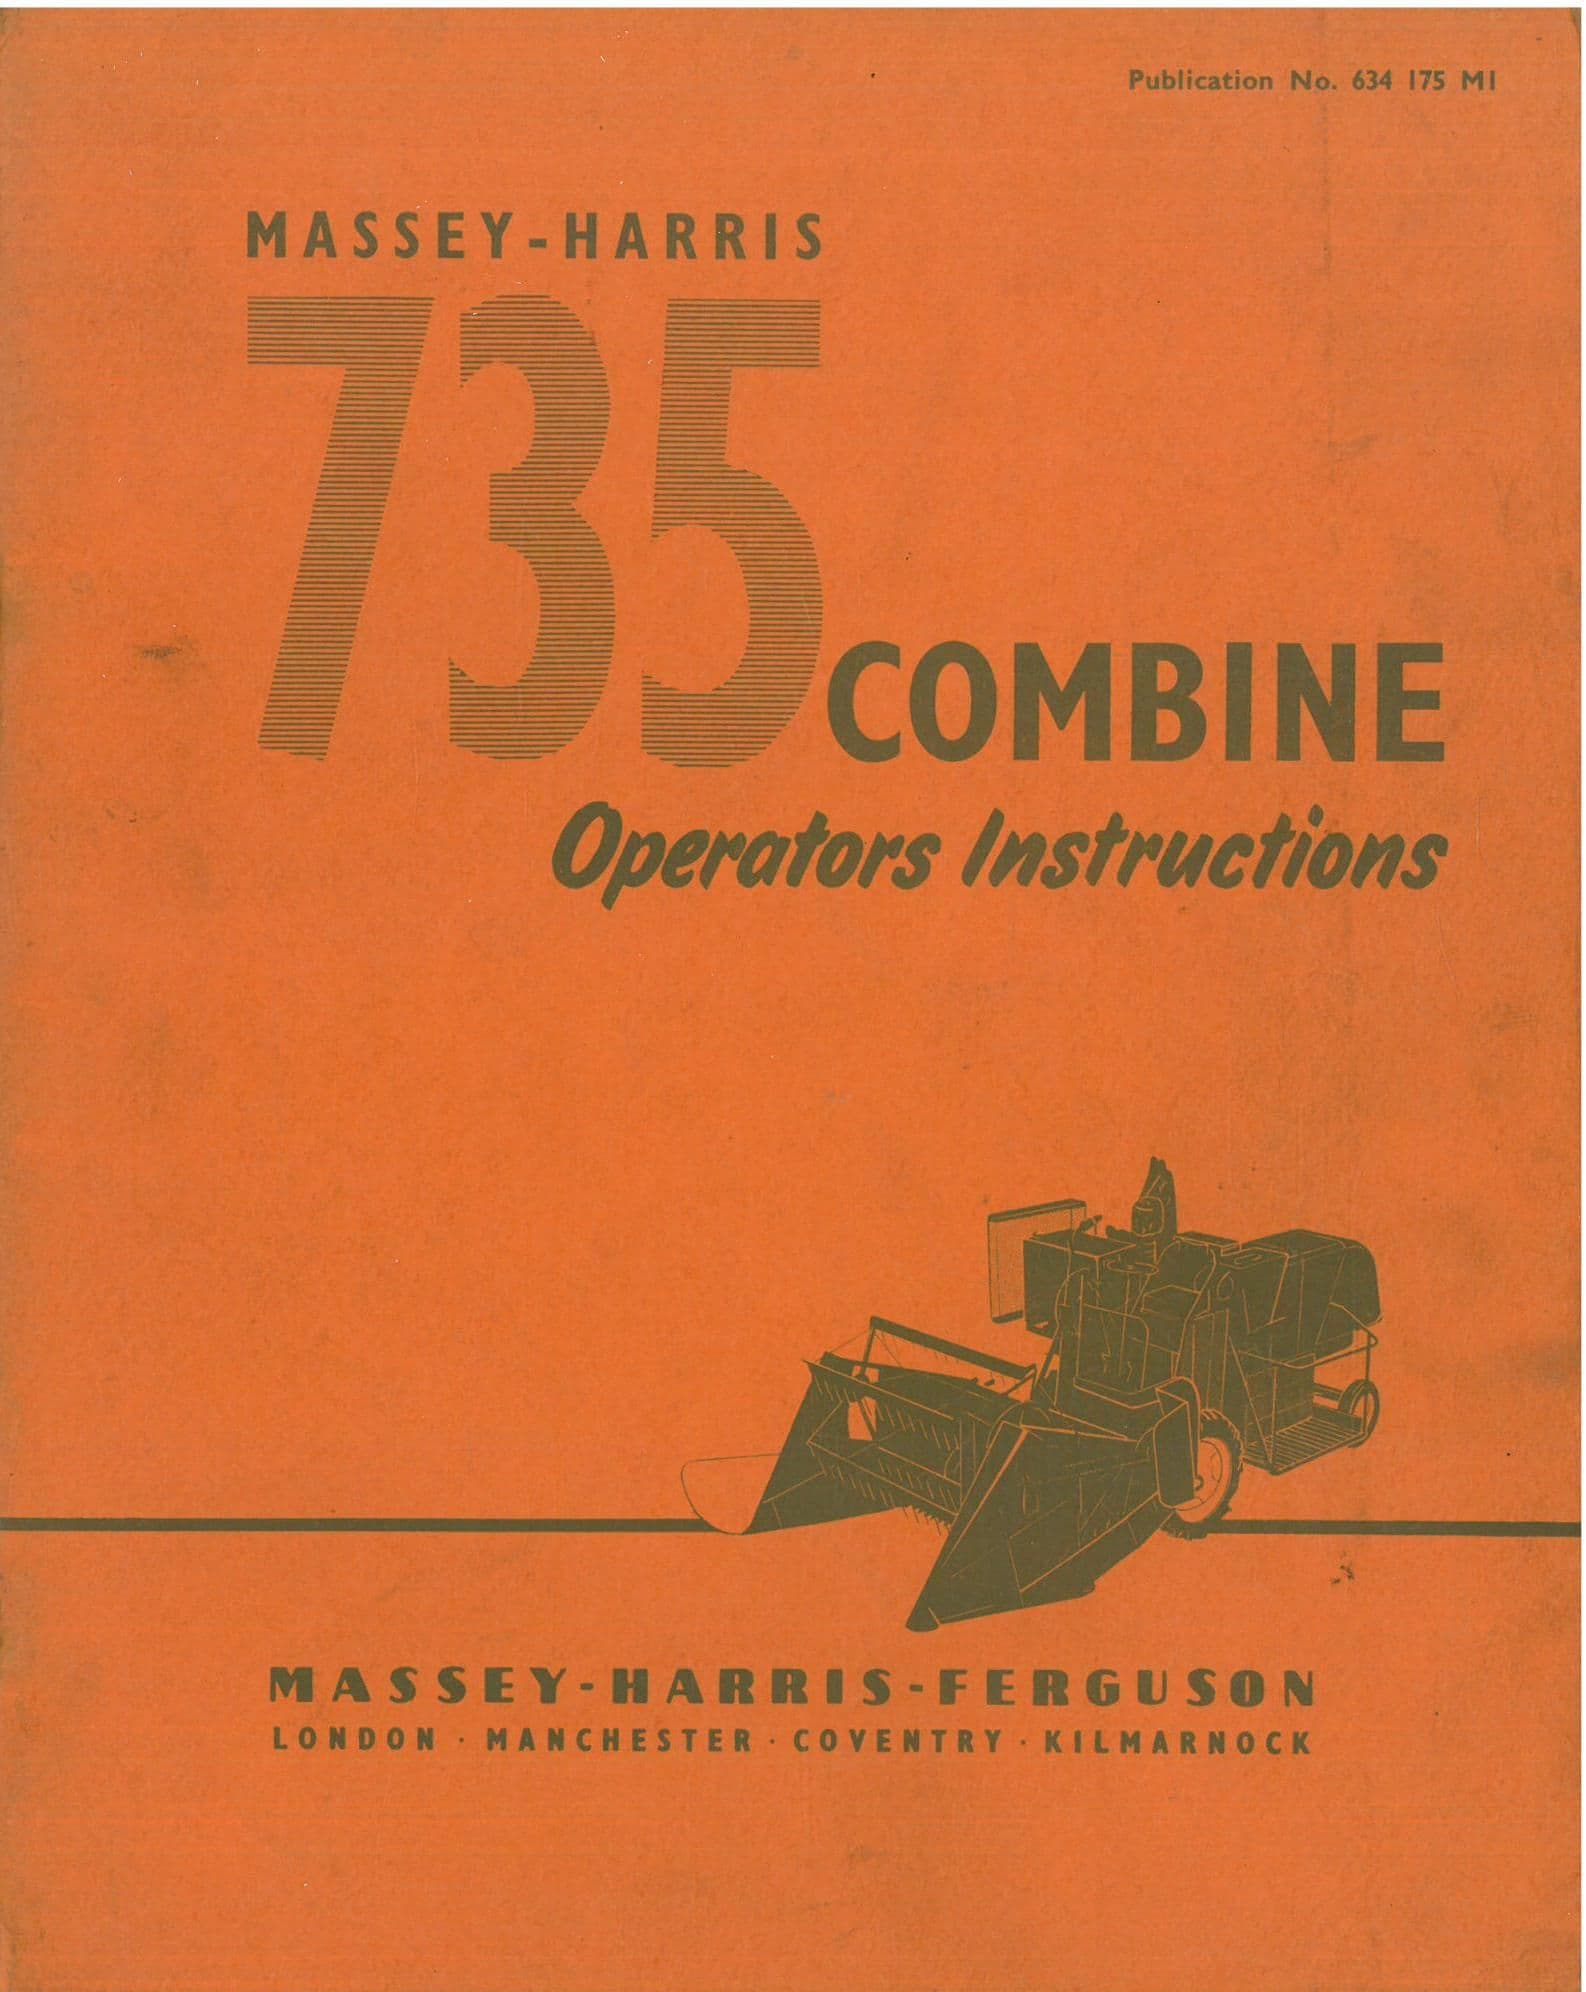 Publication No. 634 175 M1
MASSEY-HARRIS
735 COMBINE
Operators Instructions
MASSEY-HARRIS-FERGUSON
LONDON · MANCHESTER · COVENTRY · KILMARNOCK